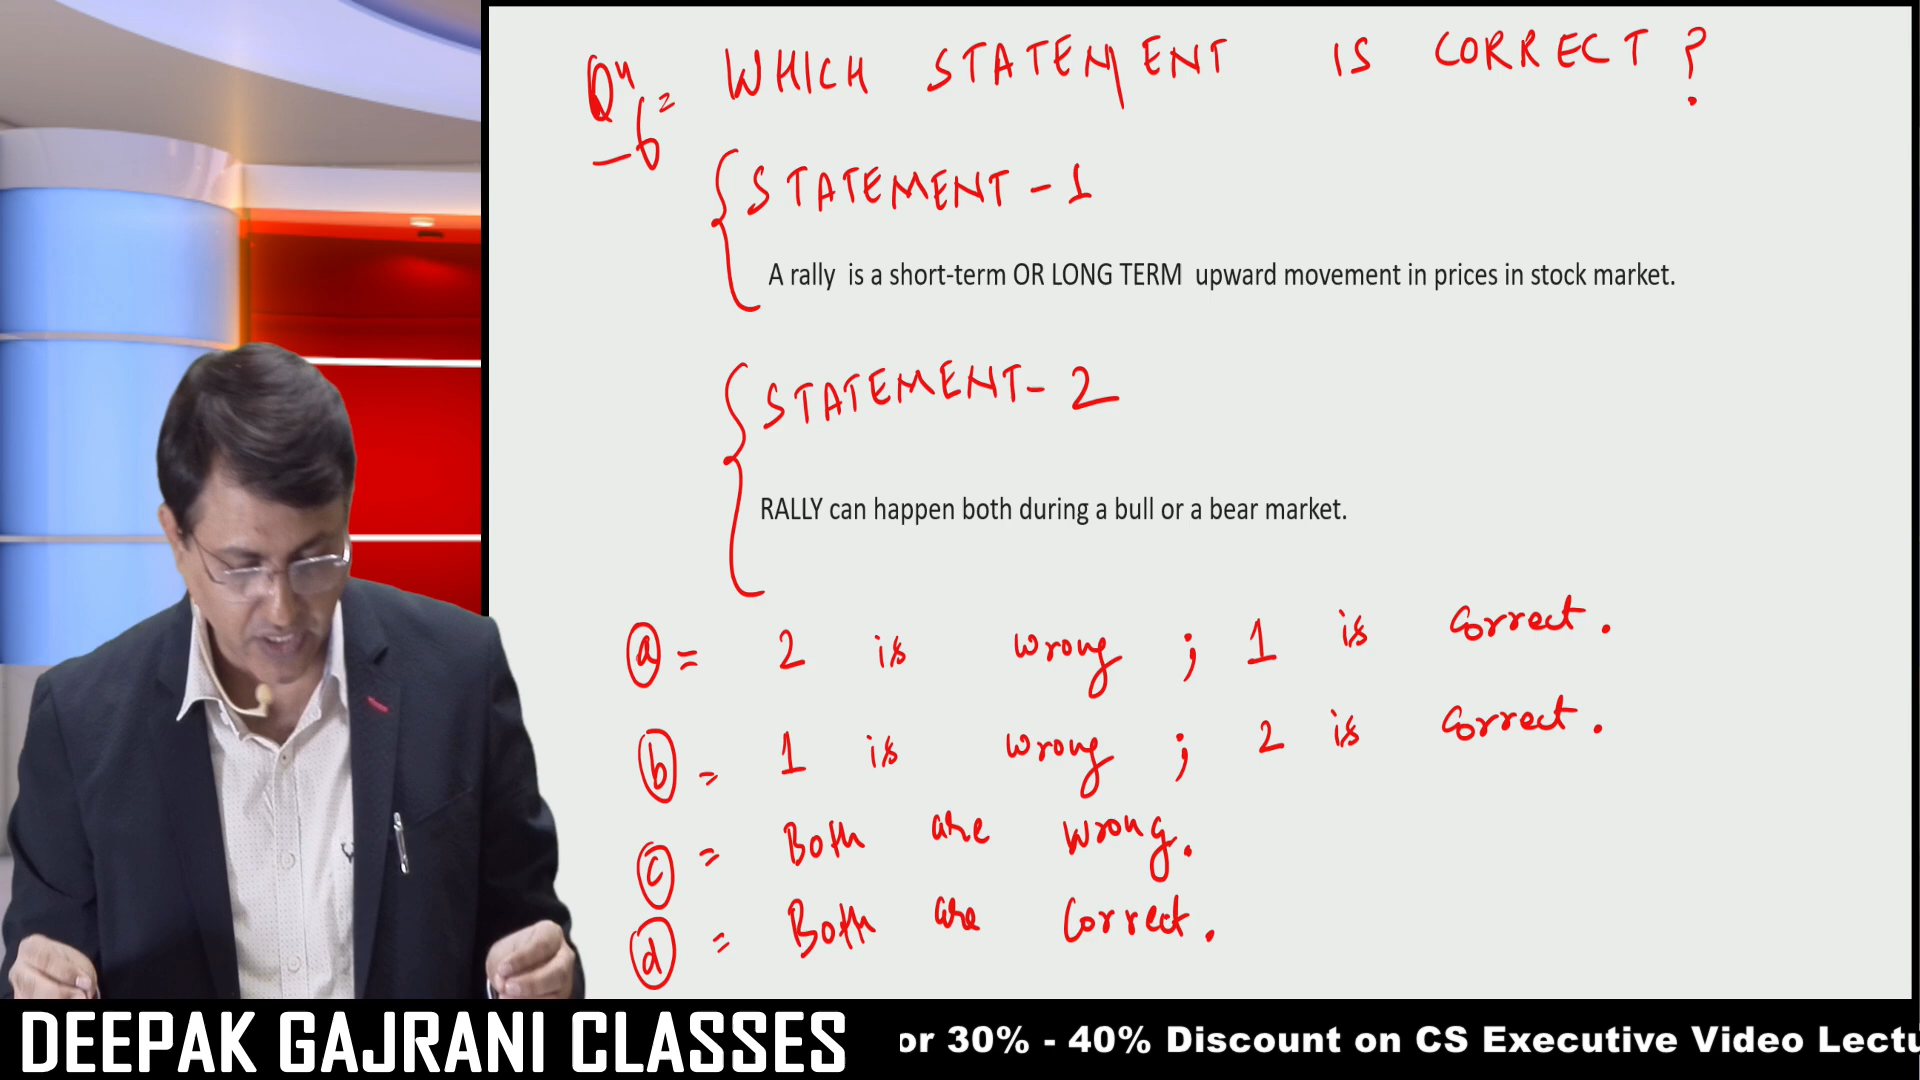 Qn-6= WHICH STATEMENT IS CORRECT?
STATEMENT-1
A rally is a short-term OR LONG TERM upward movement in prices in stock market.
STATEMENT-2
RALLY can happen both during a bull or a bear market.
(a) = 2 is wrong; 1 is correct.
(b) = 1 is wrong; 2 is correct.
(c) = Both are wrong.
(d) = Both are correct.
DEEPAK GAJRANI CLASSES
or 30% - 40% Discount on CS Executive Video Lectu